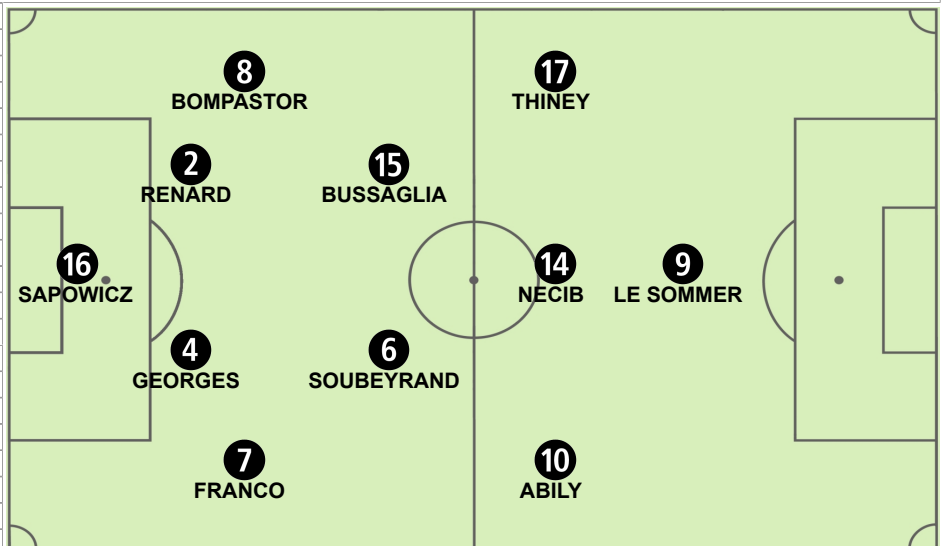 8
BOMPASTOR
17
THINEY
2
RENARD
15
BUSSAGLIA
16
SAPOWICZ
14
NECIB
9
LE SOMMER
4
GEORGES
6
SOUBEYRAND
7
FRANCO
10
ABILY